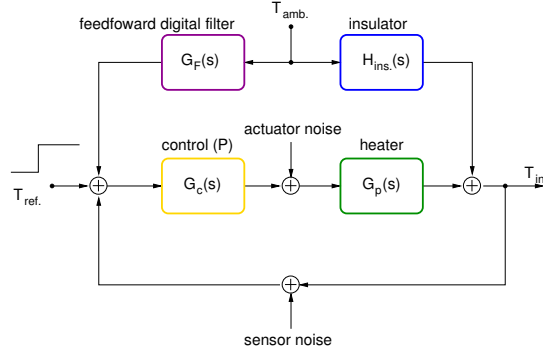 T_amb.
feedfoward digital filter
insulator
G_F(s)
H_ins.(s)
control (P)
actuator noise
heater
T_ref.
G_c(s)
G_p(s)
T_in
sensor noise